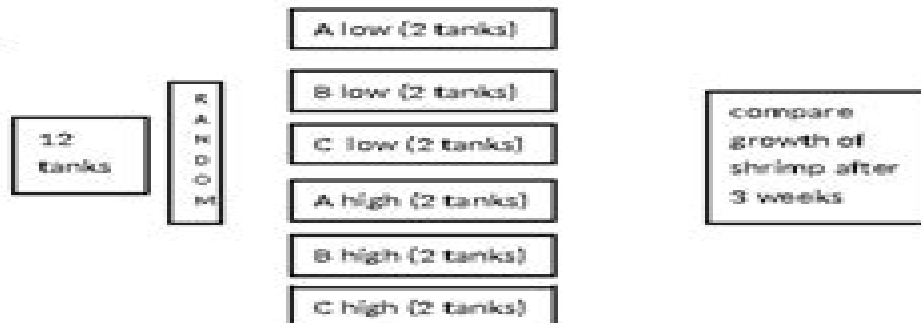 12
tanks
RANDOM
A low (2 tanks)
B low (2 tanks)
C low (2 tanks)
A high (2 tanks)
B high (2 tanks)
C high (2 tanks)
compare
growth of
shrimp after
3 weeks